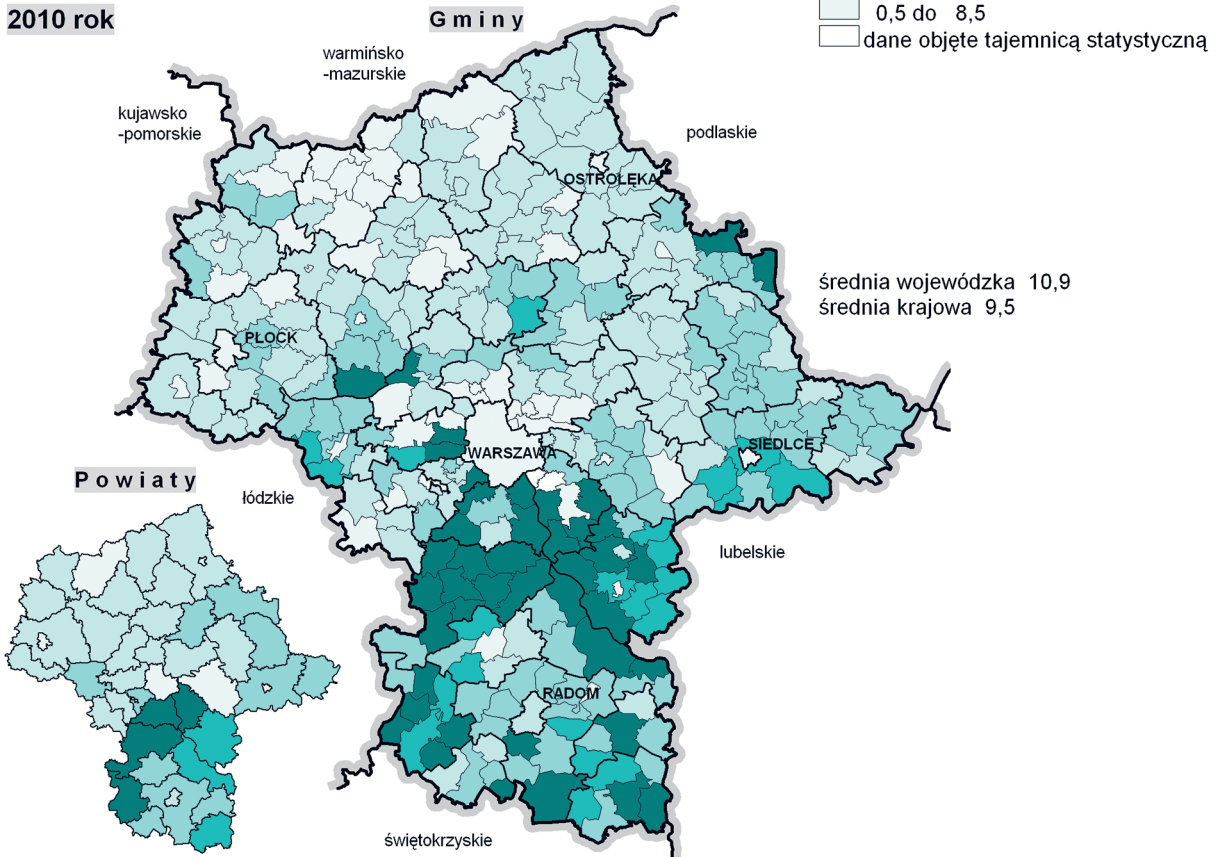 2010 rok
G m i n y
0,5 do 8,5
dane objęte tajemnicą statystyczną
warmińsko
-mazurskie
kujawsko
-pomorskie
podlaskie
OSTROŁĘKA
średnia wojewódzka 10,9
średnia krajowa 9,5
PŁOCK
SIEDLCE
WARSZAWA
P o w i a t y
łódzkie
lubelskie
RADOM
świętokrzyskie